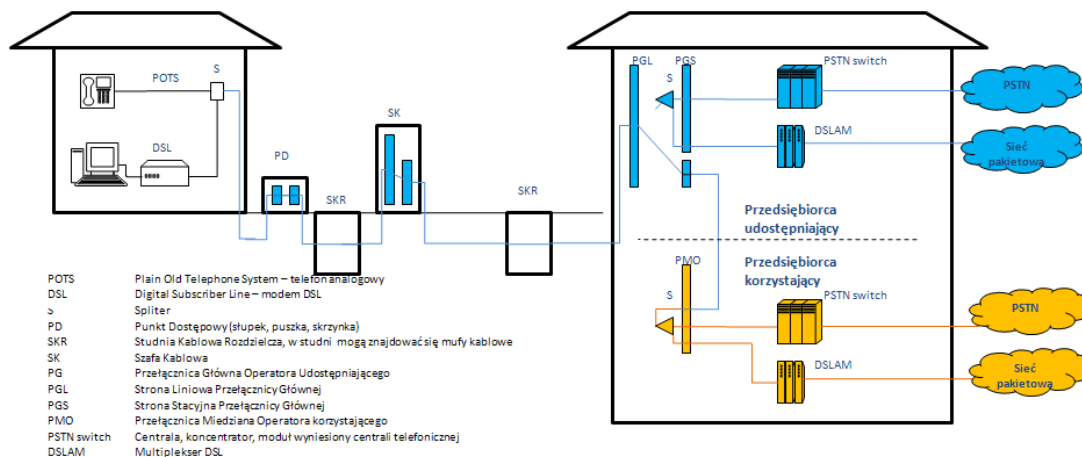 POTS
S
DSL
PD
SKR
SK
SKR
PGL
PGS
S
PSTN switch
PSTN
DSLAM
Sieć
pakietowa
Przedsiębiorca
udostępniający
Przedsiębiorca
korzystający
PMO
S
PSTN switch
PSTN
DSLAM
Sieć
pakietowa
POTS Plain Old Telephone System – telefon analogowy
DSL Digital Subscriber Line – modem DSL
S Spliter
PD Punkt Dostępowy (słupek, puszka, skrzynka)
SKR Studnia Kablowa Rozdzielcza, w studni mogą znajdować się mufy kablowe
SK Szafa Kablowa
PG Przełącznica Główna Operatora Udostępniającego
PGL Strona Liniowa Przełącznicy Głównej
PGS Strona Stacyjna Przełącznicy Głównej
PMO Przełącznica Miedziana Operatora korzystającego
PSTN switch Centrala, koncentrator, moduł wyniesiony centrali telefonicznej
DSLAM Multiplekser DSL